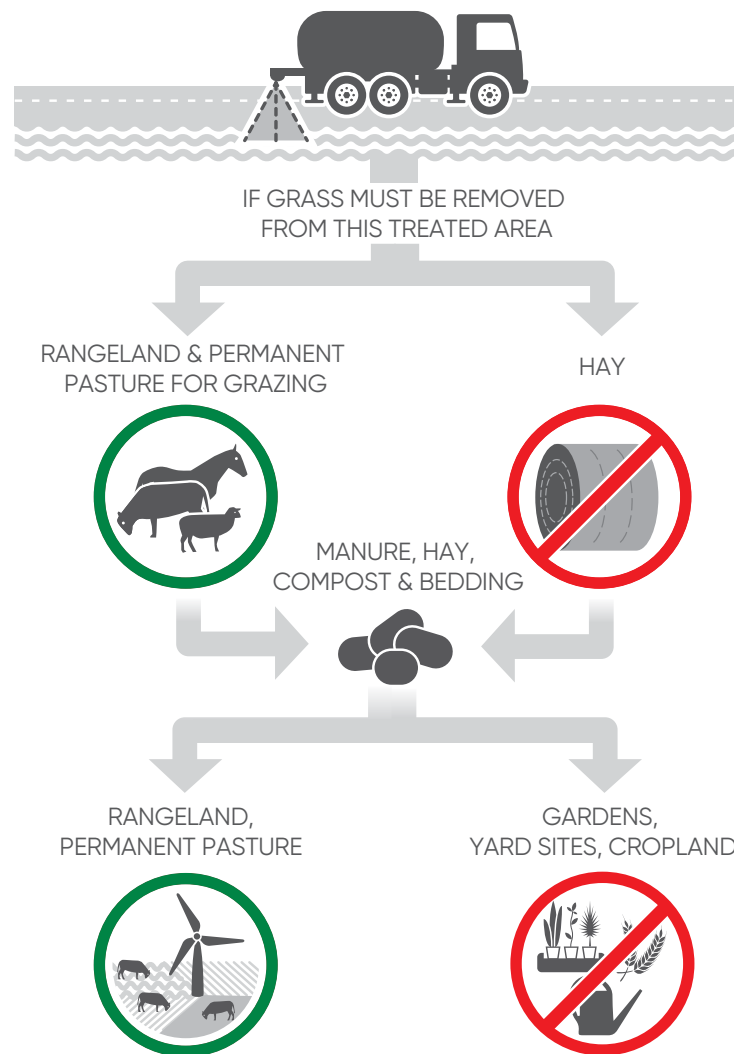 IF GRASS MUST BE REMOVED
FROM THIS TREATED AREA
RANGELAND & PERMANENT
PASTURE FOR GRAZING
HAY
MANURE, HAY,
COMPOST & BEDDING
RANGELAND,
PERMANENT PASTURE
GARDENS,
YARD SITES, CROPLAND